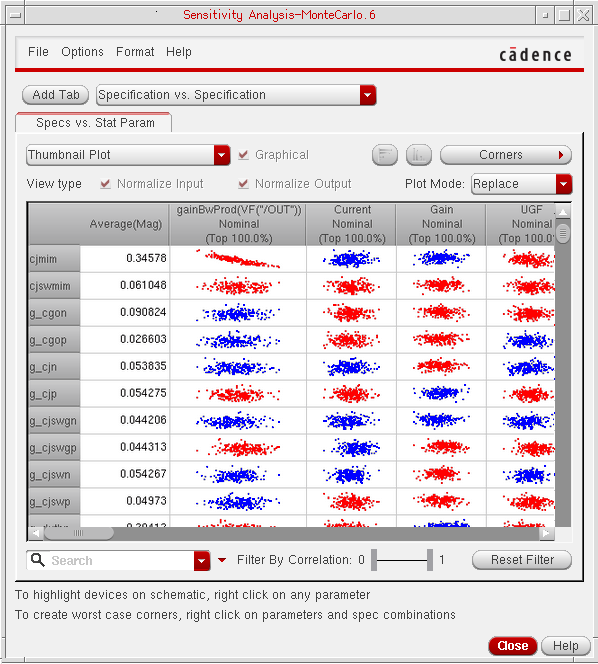 Sensitivity Analysis-MonteCarlo.6
File Options Format Help
cādence
Add Tab Specification vs. Specification
Specs vs. Stat Param
Thumbnail Plot Graphical Corners
View type Normalize Input Normalize Output Plot Mode: Replace
gainBwProd(VF("/OUT")) Current Gain UGF
Average(Mag) Nominal Nominal Nominal Nominal
(Top 100.0%) (Top 100.0%) (Top 100.0%) (Top 100.0%)
cjmim 0.34578
cjswmim 0.061048
g_cgon 0.090824
g_cgop 0.026603
g_cjn 0.053835
g_cjp 0.054275
g_cjswgn 0.044206
g_cjswgp 0.044313
g_cjswn 0.054267
g_cjswp 0.04973
Search Filter By Correlation: 0 1 Reset Filter
To highlight devices on schematic, right click on any parameter
To create worst case corners, right click on parameters and spec combinations
Close Help